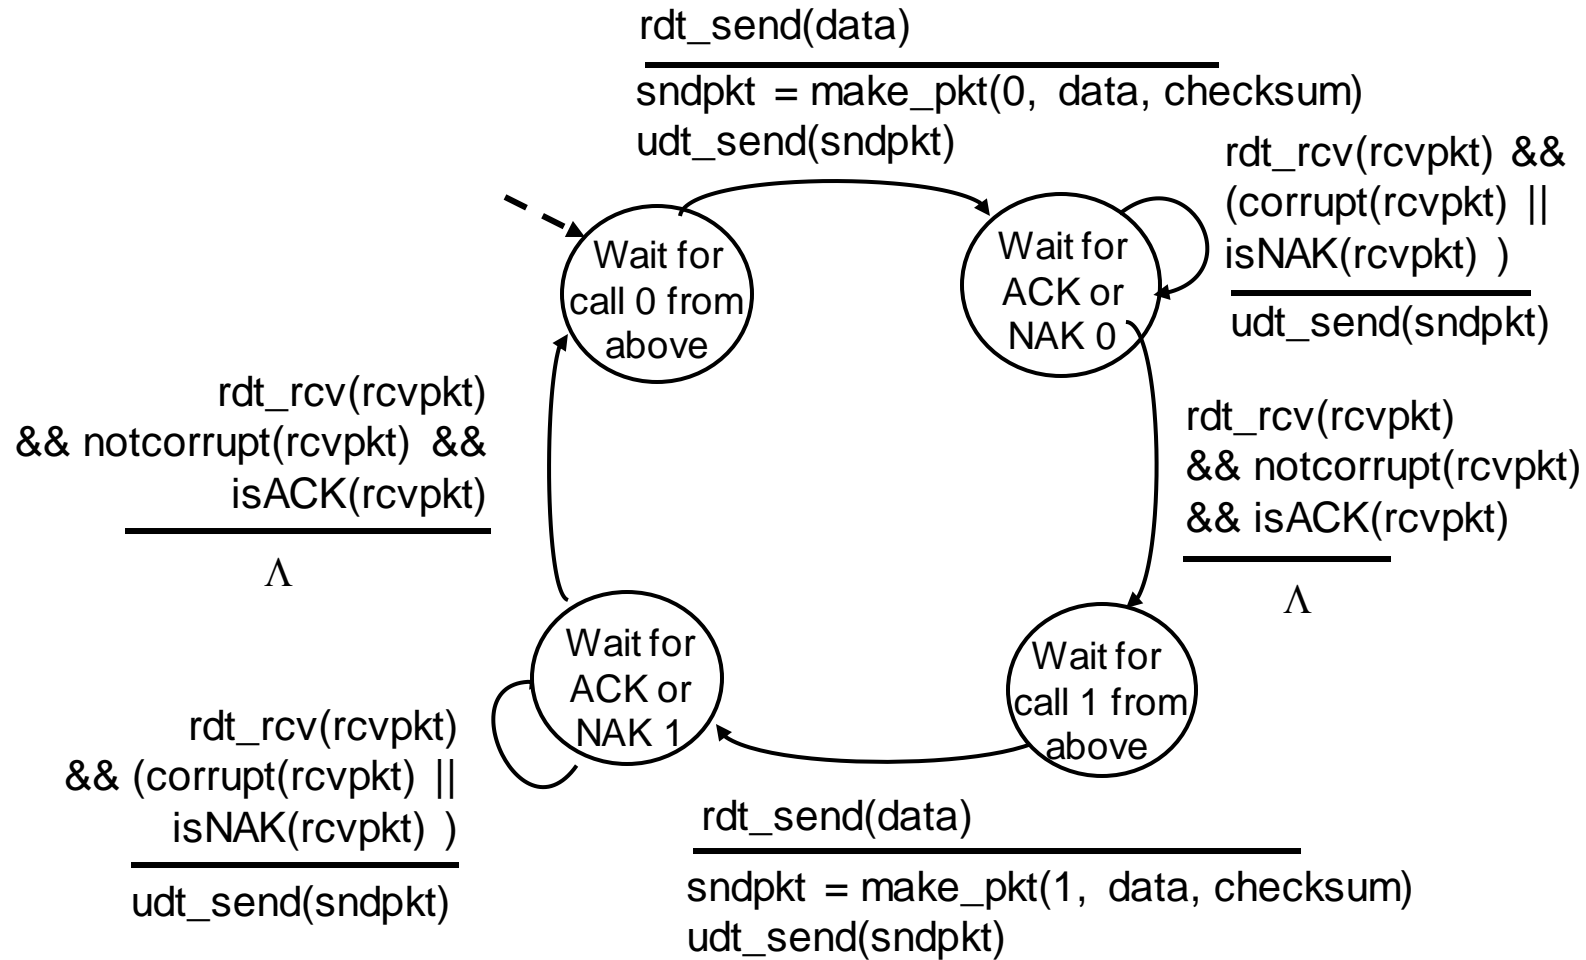 rdt_send(data)
sndpkt = make_pkt(0, data, checksum)
udt_send(sndpkt)
rdt_rcv(rcvpkt) &&
(corrupt(rcvpkt) ||
isNAK(rcvpkt) )
udt_send(sndpkt)
Wait for
call 0 from
above
Wait for
ACK or
NAK 0
rdt_rcv(rcvpkt)
&& notcorrupt(rcvpkt) &&
isACK(rcvpkt)
Λ
rdt_rcv(rcvpkt)
&& notcorrupt(rcvpkt)
&& isACK(rcvpkt)
Λ
Wait for
ACK or
NAK 1
Wait for
call 1 from
above
rdt_rcv(rcvpkt)
&& (corrupt(rcvpkt) ||
isNAK(rcvpkt) )
udt_send(sndpkt)
rdt_send(data)
sndpkt = make_pkt(1, data, checksum)
udt_send(sndpkt)